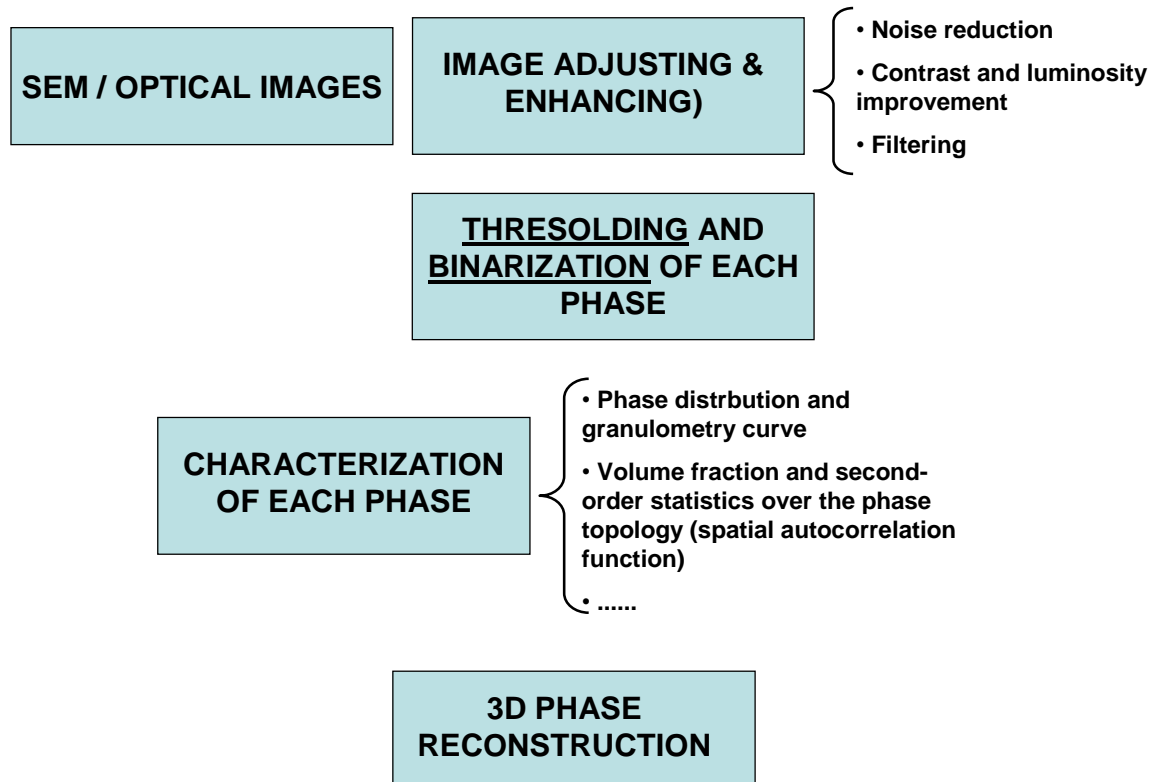 SEM / OPTICAL IMAGES
IMAGE ADJUSTING &
ENHANCING)
• Noise reduction
• Contrast and luminosity
improvement
• Filtering
THRESOLDING AND
BINARIZATION OF EACH
PHASE
CHARACTERIZATION
OF EACH PHASE
• Phase distrbution and
granulometry curve
• Volume fraction and second-
order statistics over the phase
topology (spatial autocorrelation
function)
• ......
3D PHASE
RECONSTRUCTION